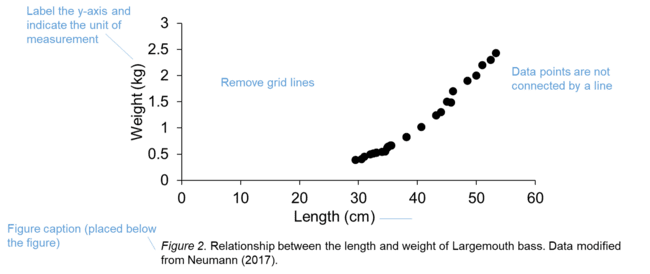 Label the y-axis and
indicate the unit of
measurement
3
2.5
2
1.5
1
0.5
0
Weight (kg)
Remove grid lines
Data points are not
connected by a line
0 10 20 30 40 50 60
Length (cm)
Figure caption (placed below
the figure)
Figure 2. Relationship between the length and weight of Largemouth bass. Data modified
from Neumann (2017).